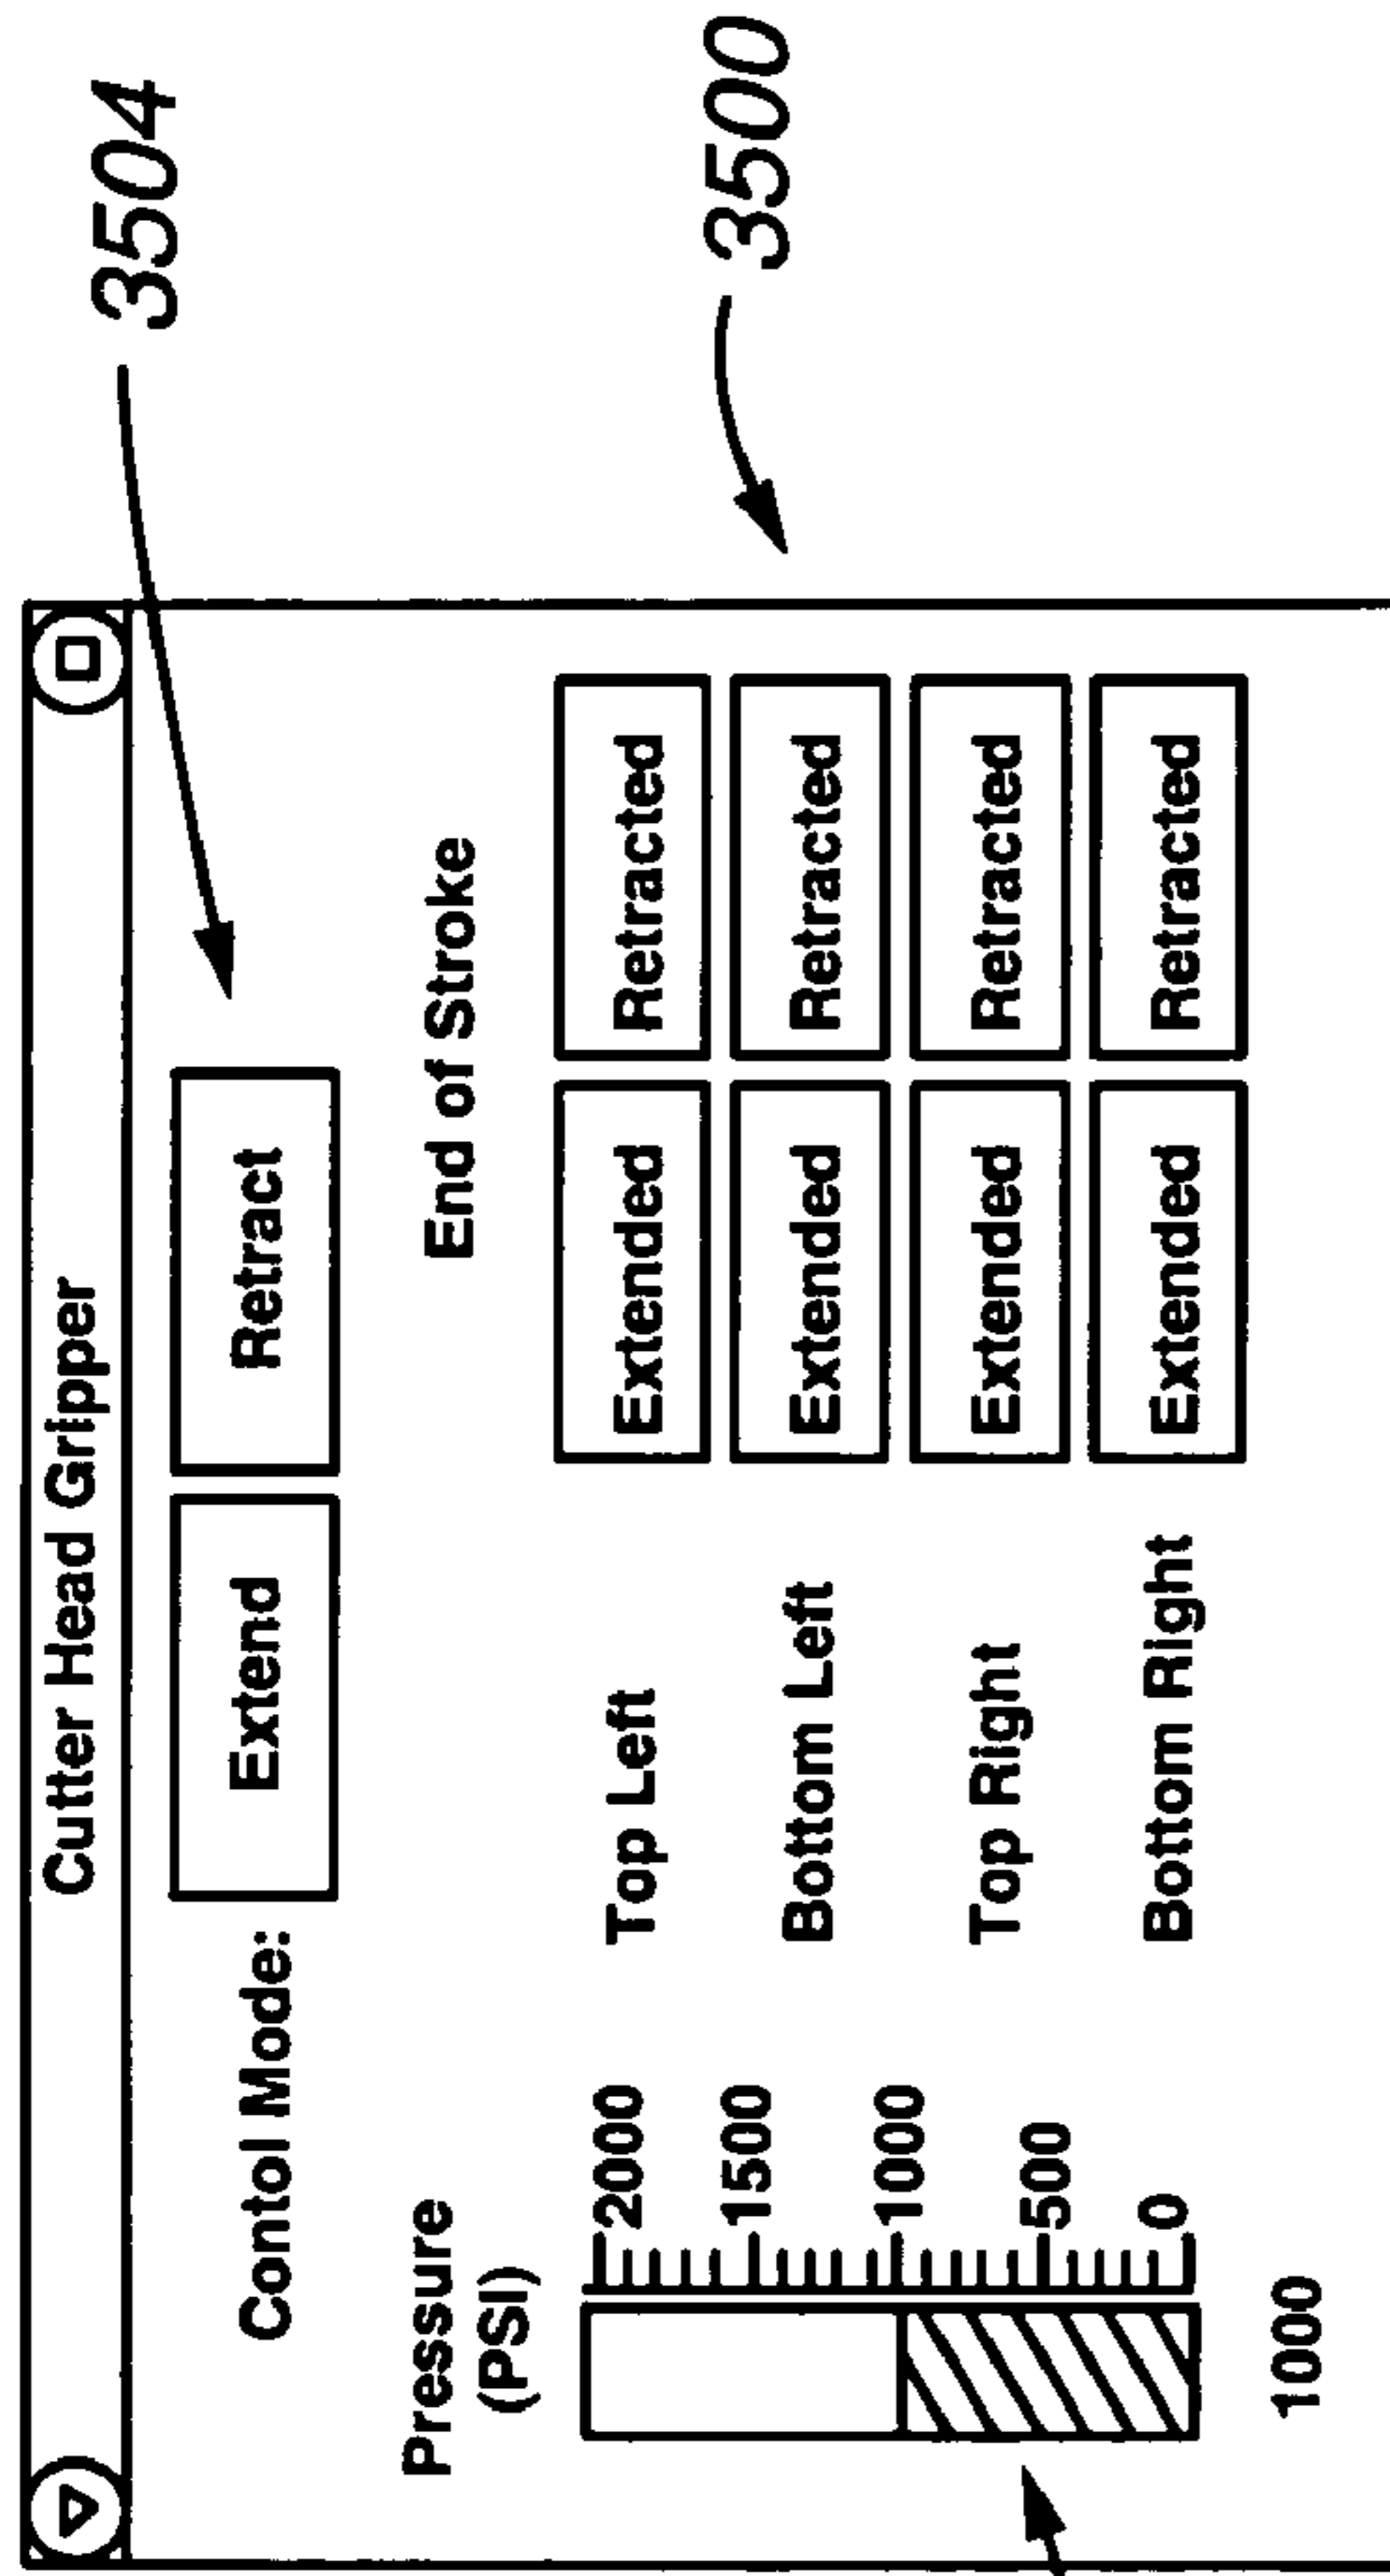 3504
3500
Cutter Head Gripper
Contol Mode:
Extend
Retract
Pressure
(PSI)
2000
1500
1000
500
0
1000
End of Stroke
Top Left
Extended
Retracted
Bottom Left
Extended
Retracted
Top Right
Extended
Retracted
Bottom Right
Extended
Retracted